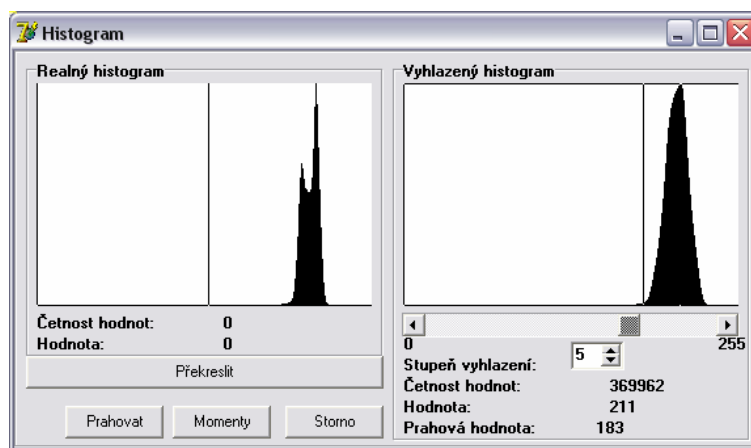 Histogram
Realný histogram
Četnost hodnot: 0
Hodnota: 0
Překreslit
Prahovat Momenty Storno
Vyhlazený histogram
0 255
Stupeň vyhlazení: 5
Četnost hodnot: 369962
Hodnota: 211
Prahová hodnota: 183